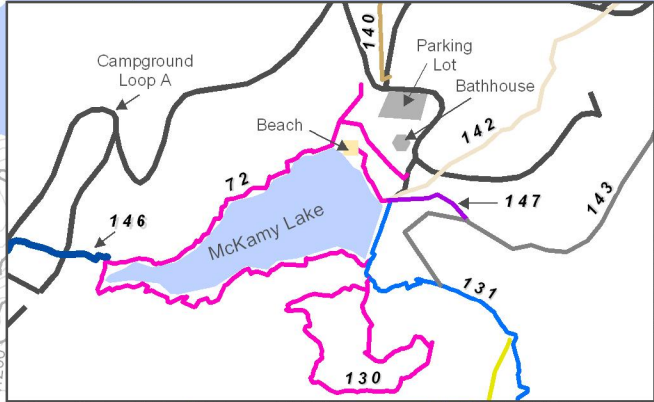 140
Parking
Lot
Campground
Loop A
Bathhouse
Beach
142
72
147
143
146
McKamy Lake
131
130